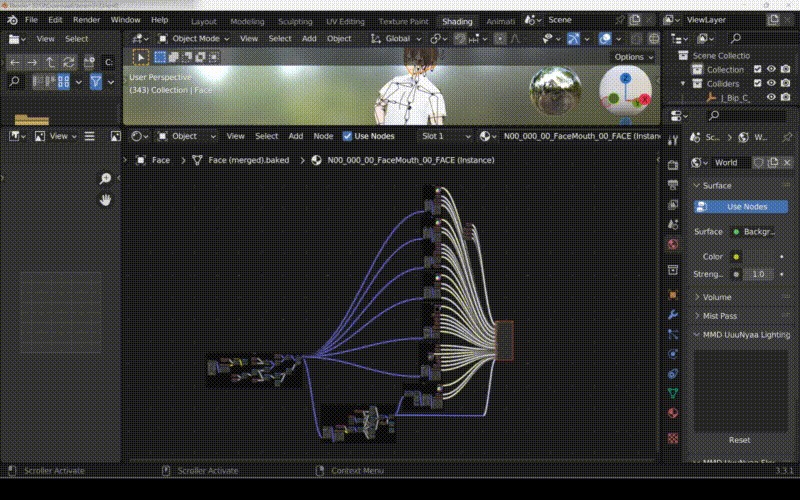 Edit Render Window Help Layout Modeling Sculpting UV Editing Texture Paint Shading Animati Scene ViewLayer
View Select Object Mode View Select Add Object Global
C: Options
User Perspective
(343) Collection | Face
Scene Collectio
Collection
Colliders
J_Bip_C_
View Object View Select Add Node Use Nodes Slot 1 N00_000_00_FaceMouth_00_FACE (Instan
Face Face (merged).baked N00_000_00_FaceMouth_00_FACE (Instance)
Sc... W...
World
Surface
Use Nodes
Surface Backgr...
Color
Streng... 1.0
Volume
Mist Pass
MMD UuuNyaa Lighting
Reset
Scroller Activate Scroller Activate Context Menu 3.3.1